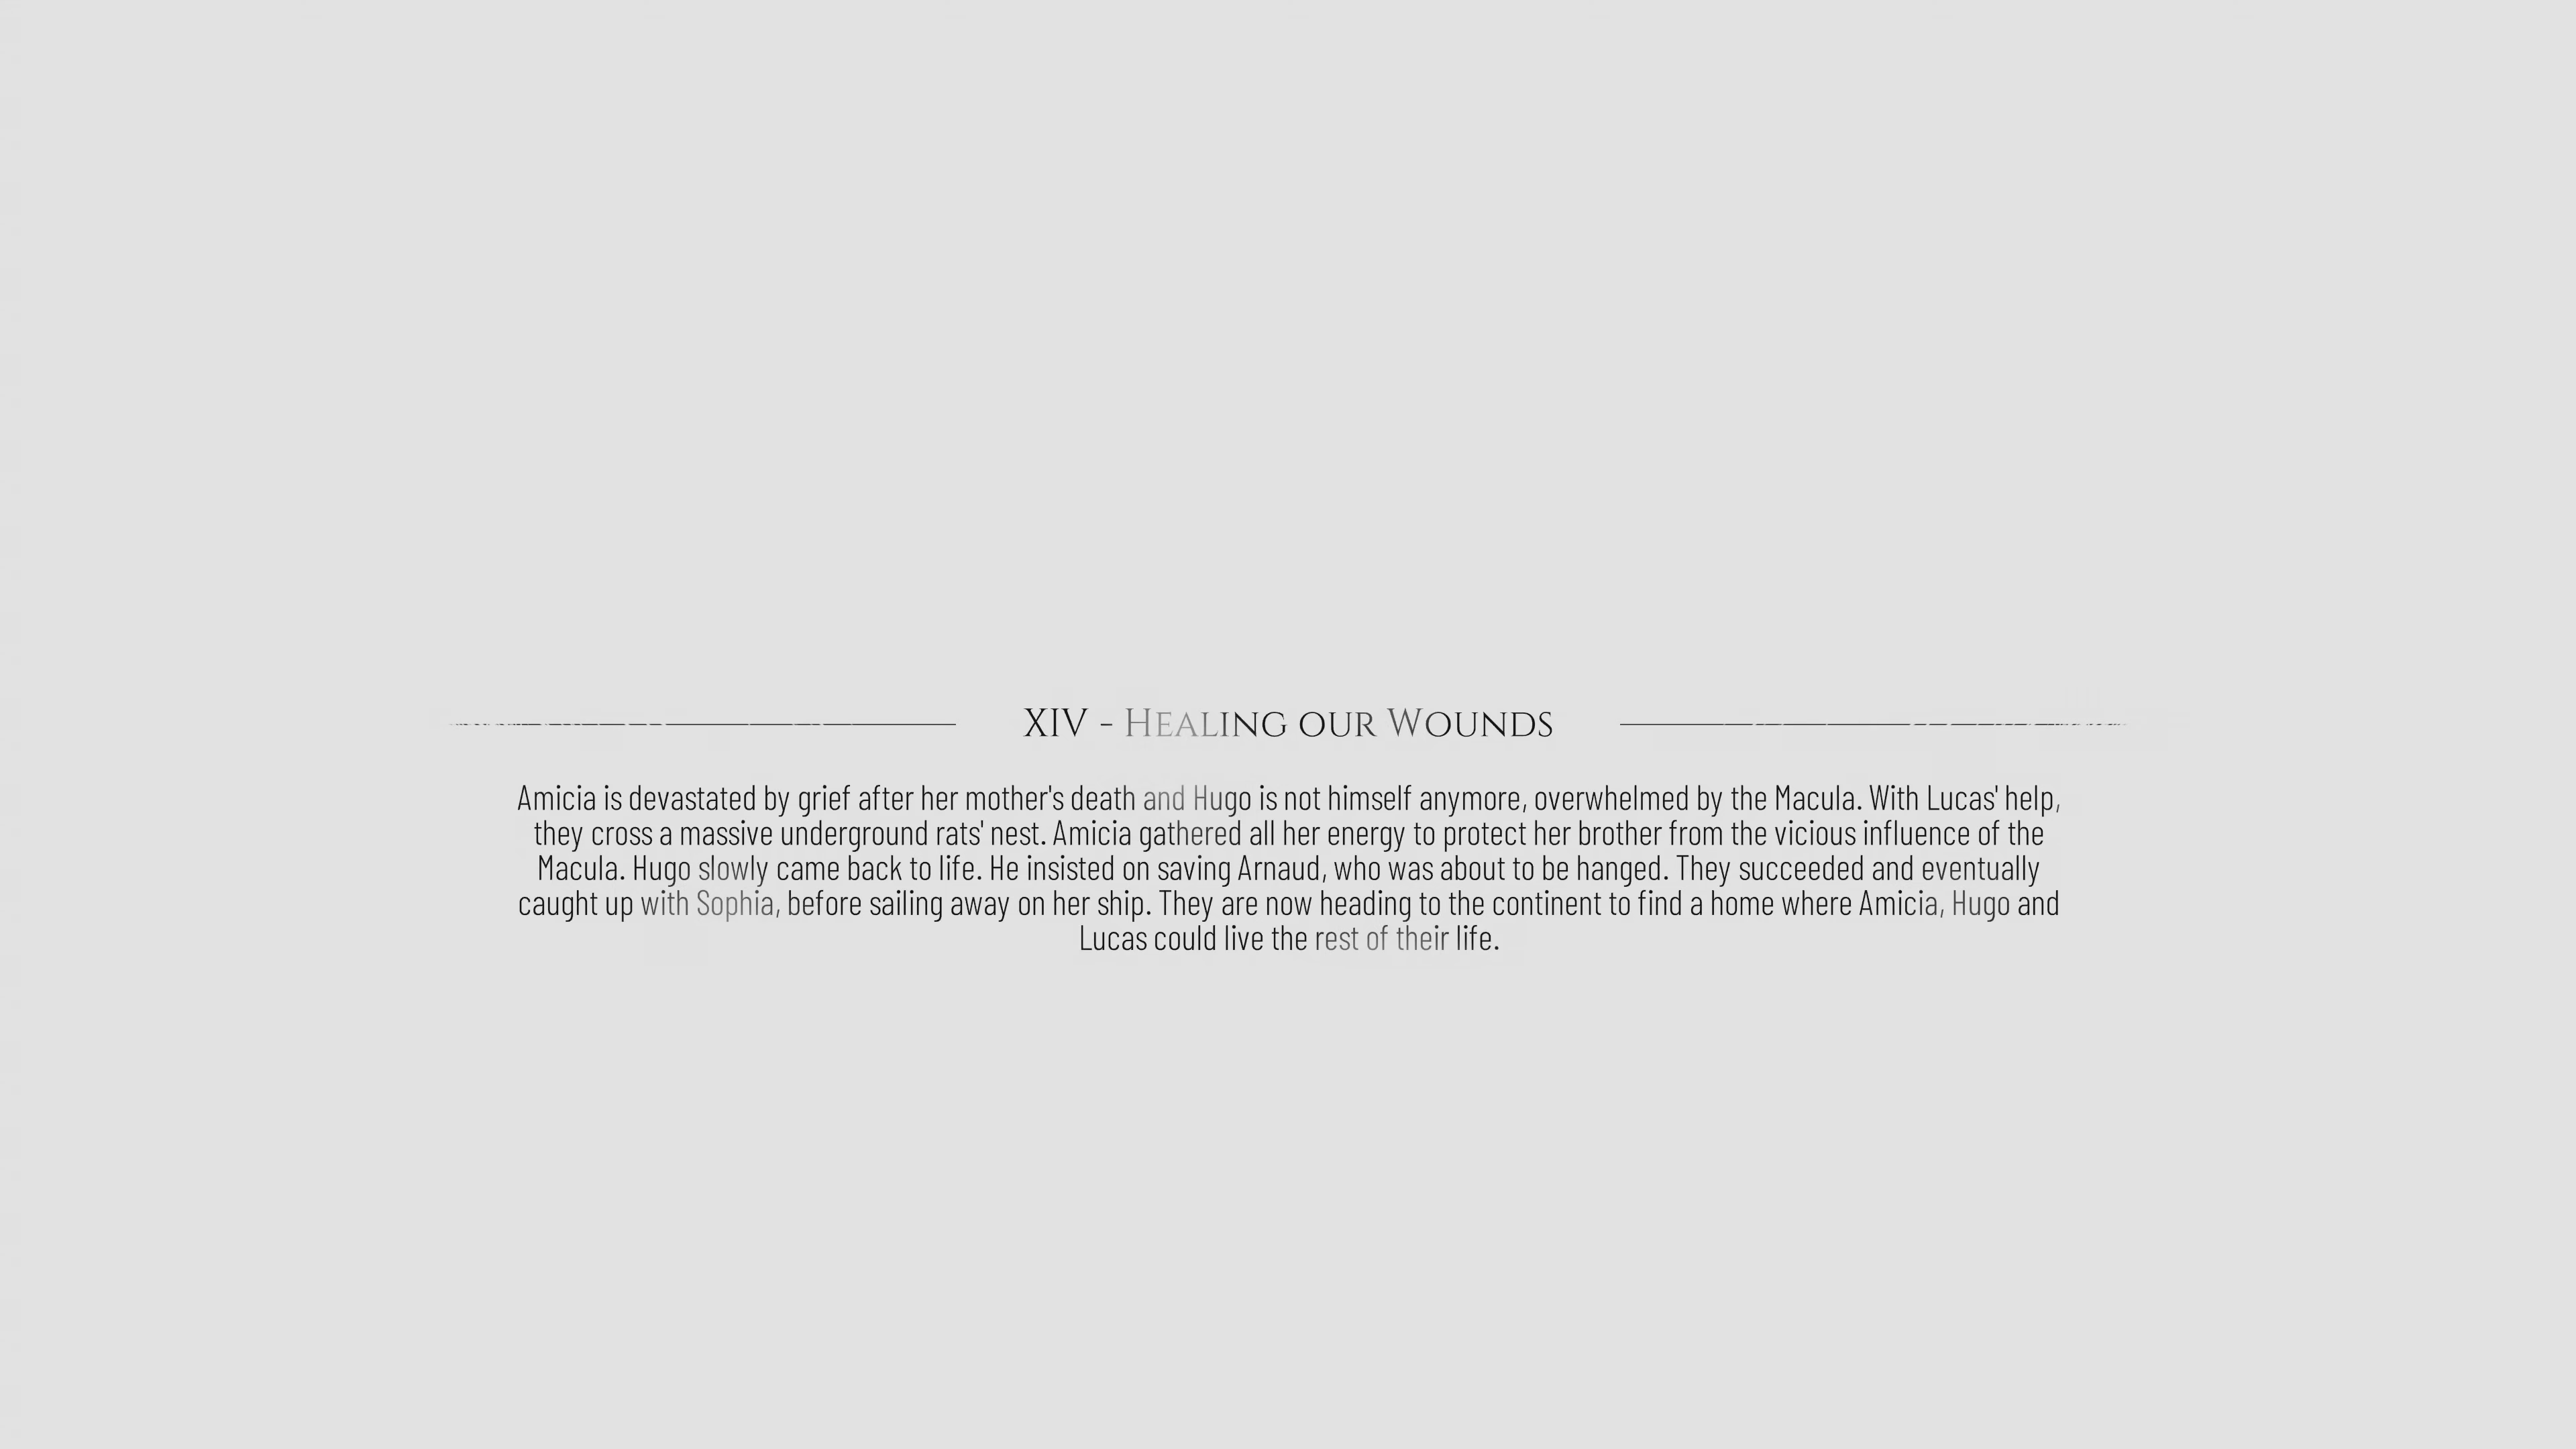 XIV - Healing our Wounds
Amicia is devastated by grief after her mother's death and Hugo is not himself anymore, overwhelmed by the Macula. With Lucas' help,
they cross a massive underground rats' nest. Amicia gathered all her energy to protect her brother from the vicious influence of the
Macula. Hugo slowly came back to life. He insisted on saving Arnaud, who was about to be hanged. They succeeded and eventually
caught up with Sophia, before sailing away on her ship. They are now heading to the continent to find a home where Amicia, Hugo and
Lucas could live the rest of their life.